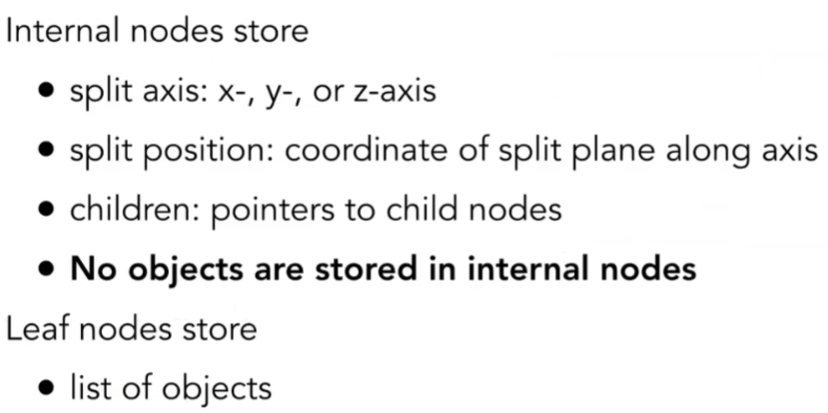 Internal nodes store
● split axis: x-, y-, or z-axis
● split position: coordinate of split plane along axis
● children: pointers to child nodes
● No objects are stored in internal nodes
Leaf nodes store
● list of objects